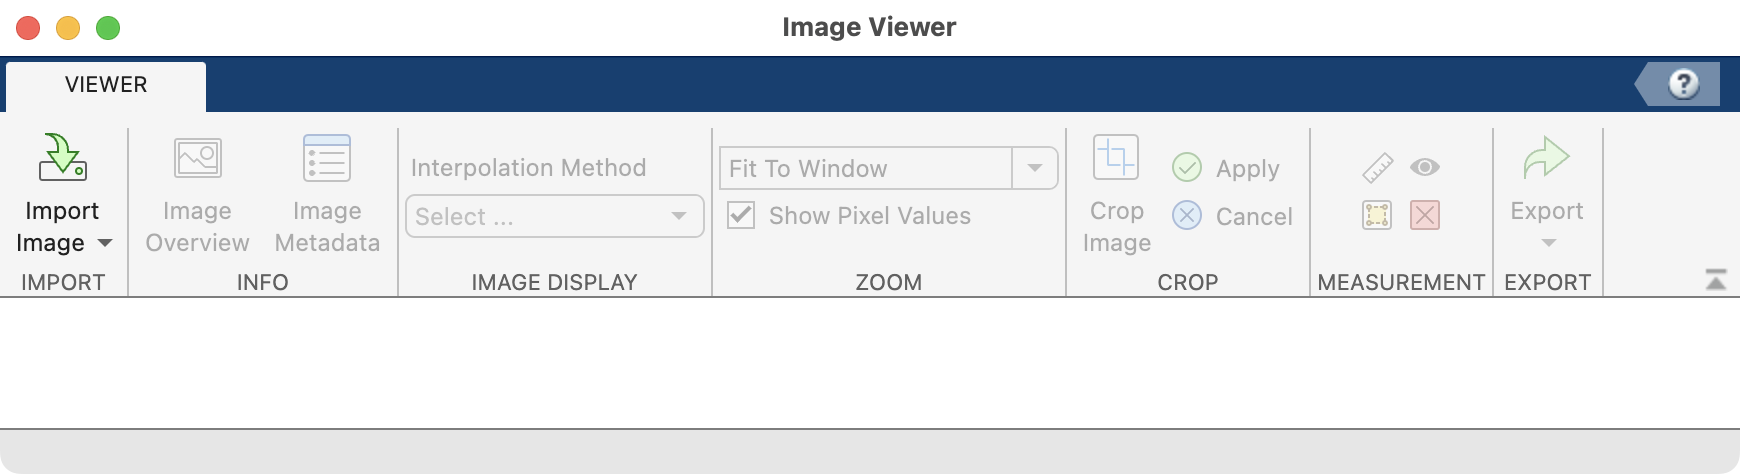 Image Viewer
VIEWER
?
Import
Image
IMPORT
Image
Overview
Image
Metadata
INFO
Interpolation Method
Select ...
IMAGE DISPLAY
Fit To Window
Show Pixel Values
ZOOM
Crop
Image
Apply
Cancel
CROP
MEASUREMENT
Export
EXPORT